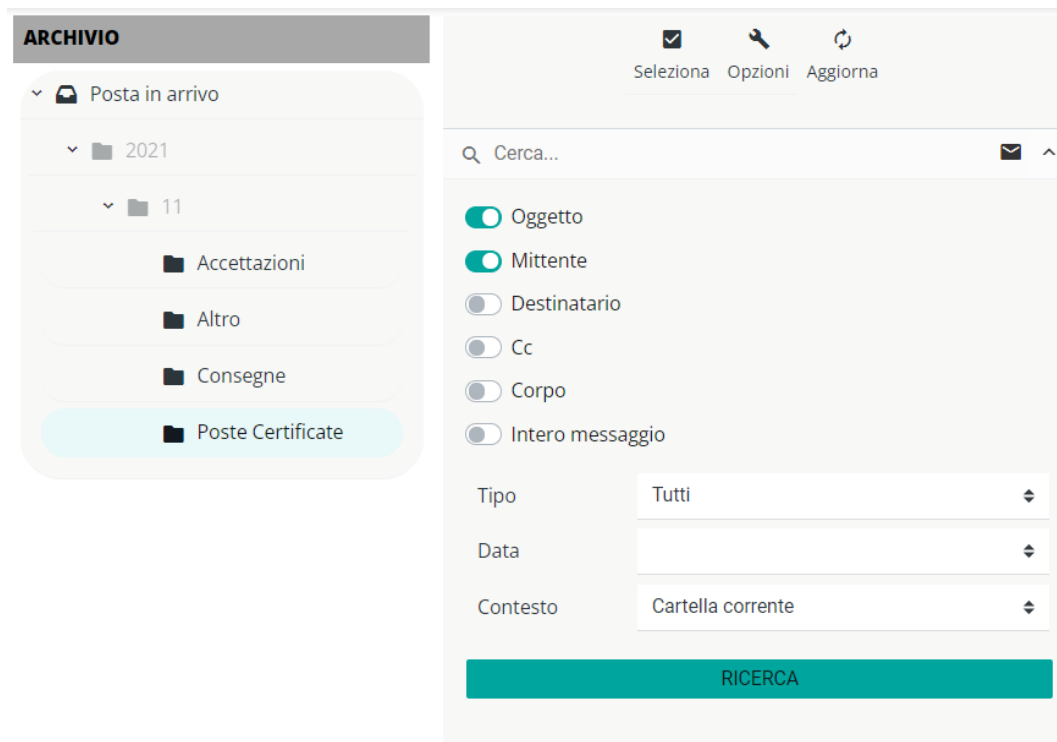 ARCHIVIO
Posta in arrivo
2021
11
Accettazioni
Altro
Consegne
Poste Certificate
Seleziona Opzioni Aggiorna
Cerca...
Oggetto
Mittente
Destinatario
Cc
Corpo
Intero messaggio
Tipo Tutti
Data
Contesto Cartella corrente
RICERCA